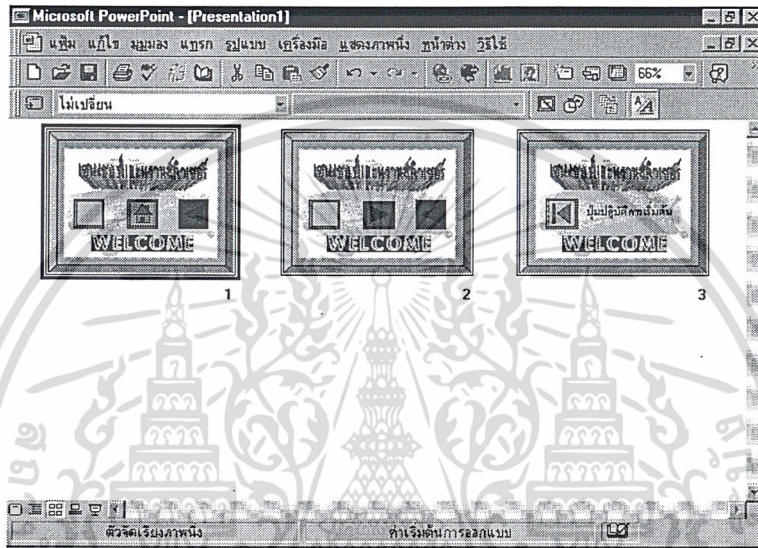 Microsoft PowerPoint - [Presentation1]
แฟ้ม แก้ไข มุมมอง แทรก รูปแบบ เครื่องมือ แสดงภาพนิ่ง หน้าต่าง วิธีใช้
66%
ไม่เปลี่ยน
WELCOME
1
WELCOME
2
ปุ่มปฏิบัติการเริ่มต้น
WELCOME
3
ตัวจัดเรียงภาพนิ่ง ค่าเริ่มต้นการออกแบบ